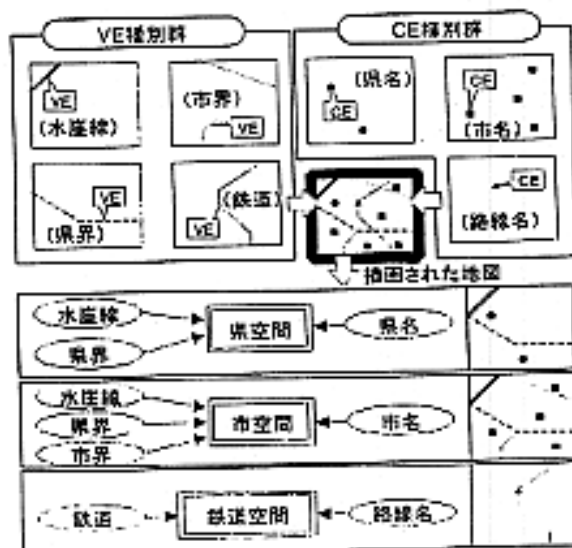 VE種別群
CE種別群
VE
(水崖線)
(市界)
VE
(県名)
CE
CE
(市名)
VE
(県界)
(鉄道)
VE
CE
(路線名)
描画された地図
水崖線
県界
県空間
県名
水崖線
県界
市界
市空間
市名
鉄道
鉄道空間
路線名